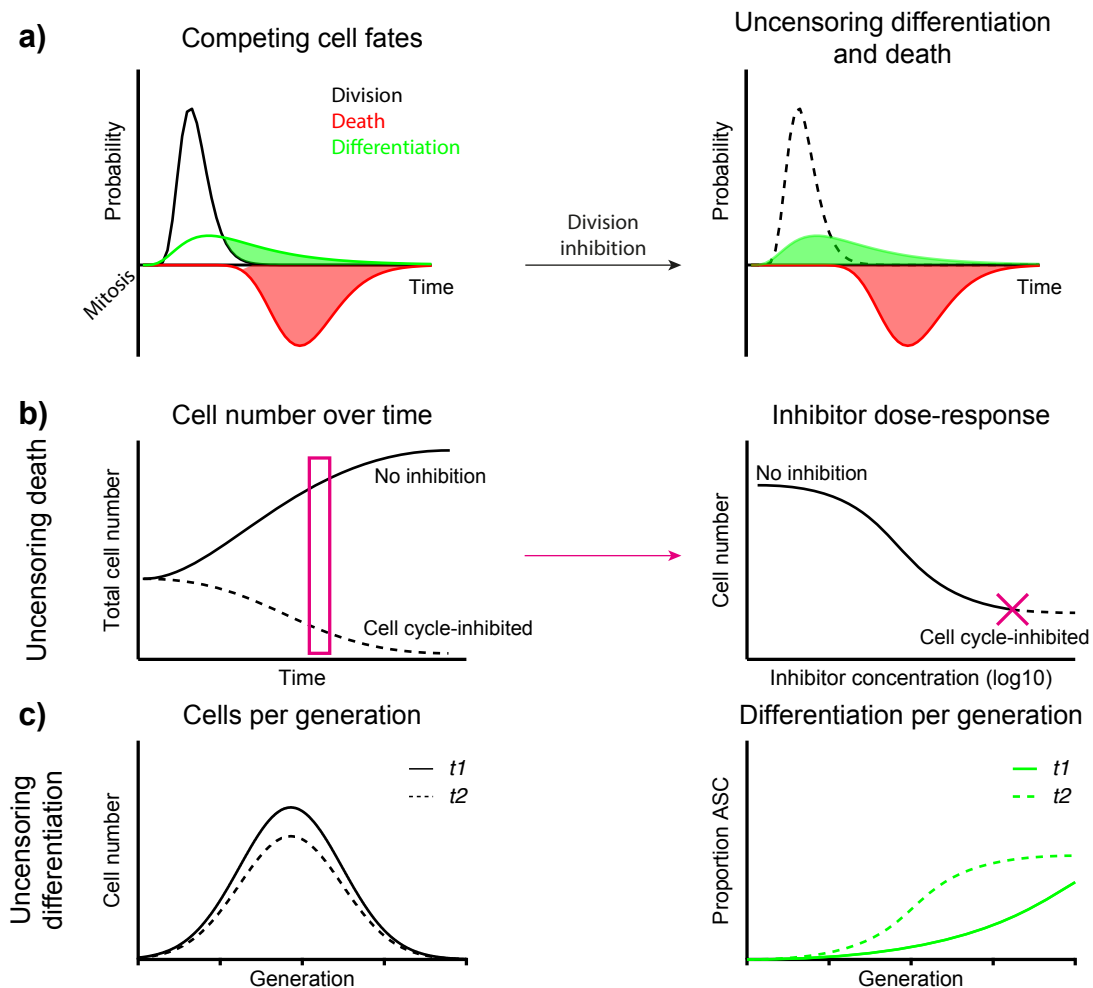 a)
Competing cell fates
Uncensoring differentiation
and death
Probability
Division
Death
Differentiation
Mitosis
Time
Division
inhibition
Probability
Time
b)
Uncensoring death
Cell number over time
Total cell number
No inhibition
Cell cycle-inhibited
Time
Inhibitor dose-response
Cell number
No inhibition
Cell cycle-inhibited
Inhibitor concentration (log10)
c)
Uncensoring
differentiation
Cells per generation
Cell number
t1
t2
Generation
Differentiation per generation
Proportion ASC
t1
t2
Generation